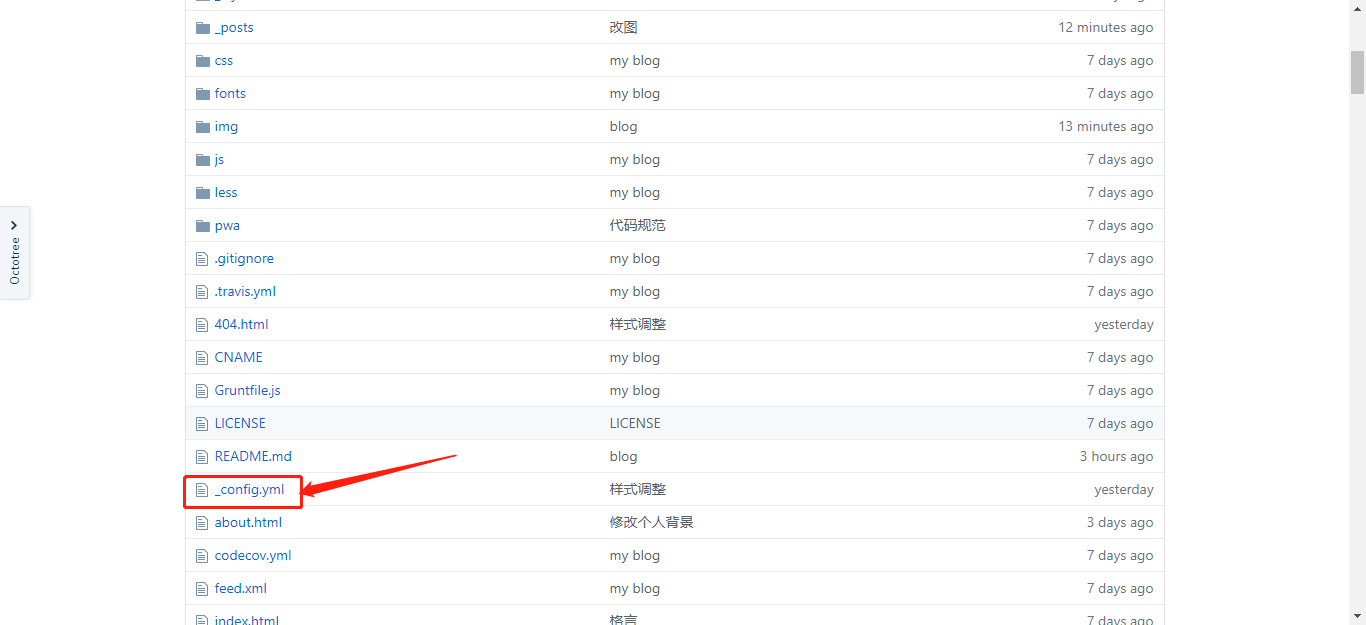 _posts 改图 12 minutes ago
css my blog 7 days ago
fonts my blog 7 days ago
img blog 13 minutes ago
js my blog 7 days ago
less my blog 7 days ago
pwa 代码规范 7 days ago
Octotree
.gitignore my blog 7 days ago
.travis.yml my blog 7 days ago
404.html 样式调整 yesterday
CNAME my blog 7 days ago
Gruntfile.js my blog 7 days ago
LICENSE LICENSE 7 days ago
README.md blog 3 hours ago
_config.yml 样式调整 yesterday
about.html 修改个人背景 3 days ago
codecov.yml my blog 7 days ago
feed.xml my blog 7 days ago
index.html 格言 7 days ago